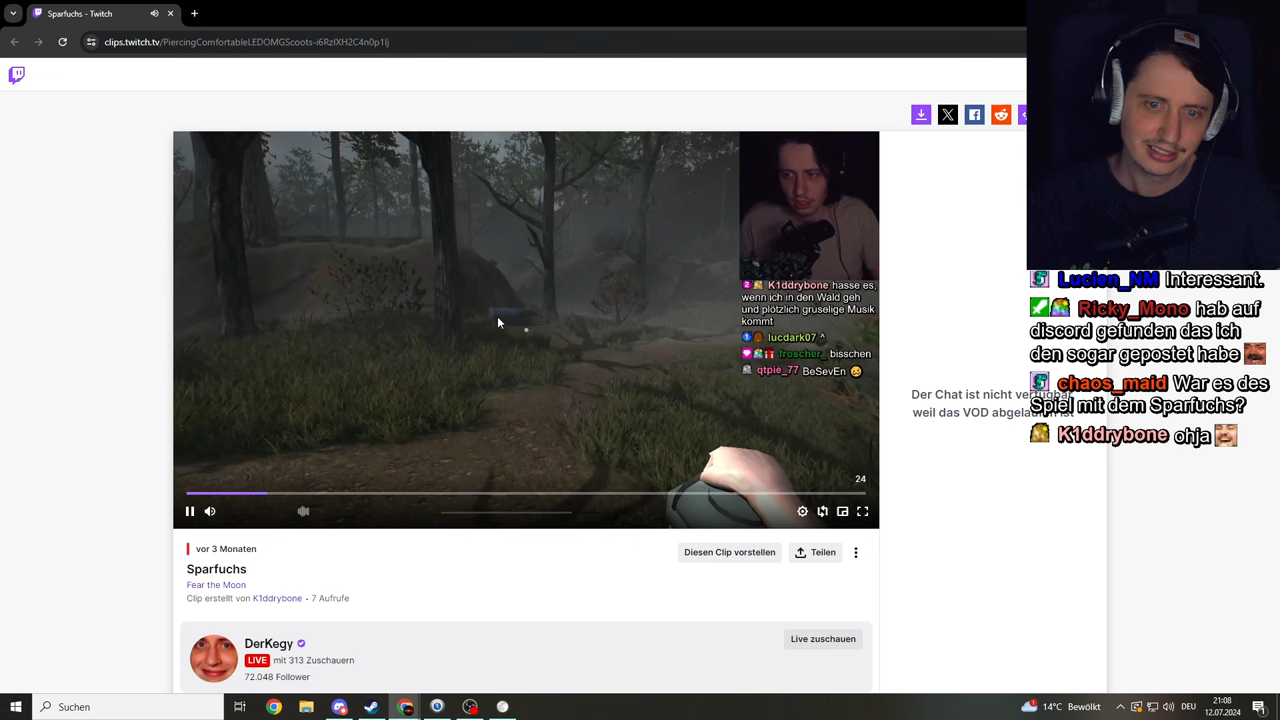 Sparfuchs - Twitch
clips.twitch.tv/PiercingComfortableLEDOMGScoots-i6RzIXH2C4n0p1Ij
K1ddrybone hasse es,
wenn ich in den Wald geh
und plötzlich gruselige Musik
kommt
lucdark07 ^
froscher_ bisschen
qtpie_77 BeSevEn
24
Der Chat ist nicht verfügbar,
weil das VOD abgelaufen ist
Lucien_NM Interessant.
Ricky_Mono hab auf
discord gefunden das ich
den sogar gepostet habe
chaos_maid War es des
Spiel mit dem Sparfuchs?
K1ddrybone ohja
vor 3 Monaten
Diesen Clip vorstellen
Teilen
Sparfuchs
Fear the Moon
Clip erstellt von K1ddrybone • 7 Aufrufe
DerKegy
LIVE mit 313 Zuschauern
72.048 Follower
Live zuschauen
Suchen
14°C Bewölkt
DEU
21:08
12.07.2024
1